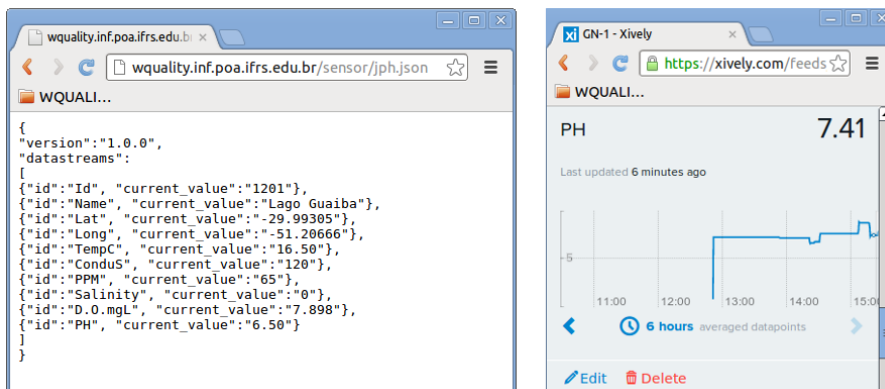 wquality.inf.poa.ifrs.edu.b
wquality.inf.poa.ifrs.edu.br/sensor/jph.json
WQUALI...
{
"version":"1.0.0",
"datastreams":
[
{"id":"Id", "current_value":"1201"},
{"id":"Name", "current_value":"Lago Guaiba"},
{"id":"Lat", "current_value":"-29.99305"},
{"id":"Long", "current_value":"-51.20666"},
{"id":"TempC", "current_value":"16.50"},
{"id":"ConduS", "current_value":"120"},
{"id":"PPM", "current_value":"65"},
{"id":"Salinity", "current_value":"0"},
{"id":"D.O.mgL", "current_value":"7.898"},
{"id":"PH", "current_value":"6.50"}
]
}
xi GN-1 - Xively
https://xively.com/feeds
WQUALI...
PH 7.41
Last updated 6 minutes ago
5
11:00 12:00 13:00 14:00 15:0
6 hours averaged datapoints
Edit Delete